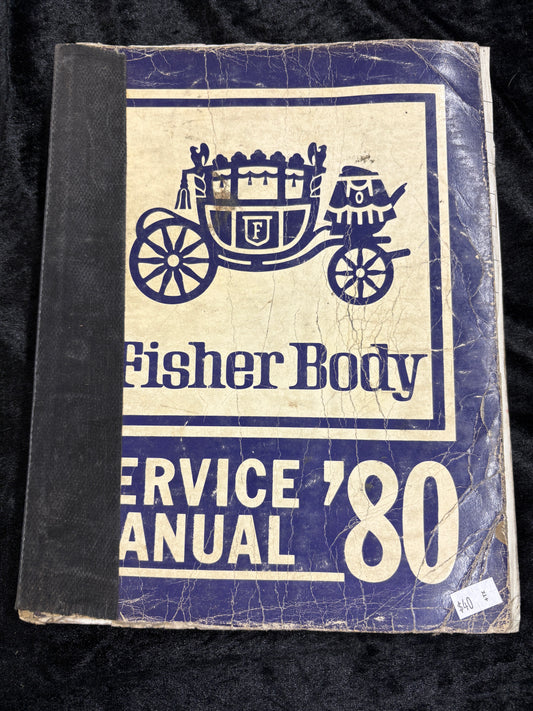 F
Fisher Body
ERVICE
ANUAL
'80
$40